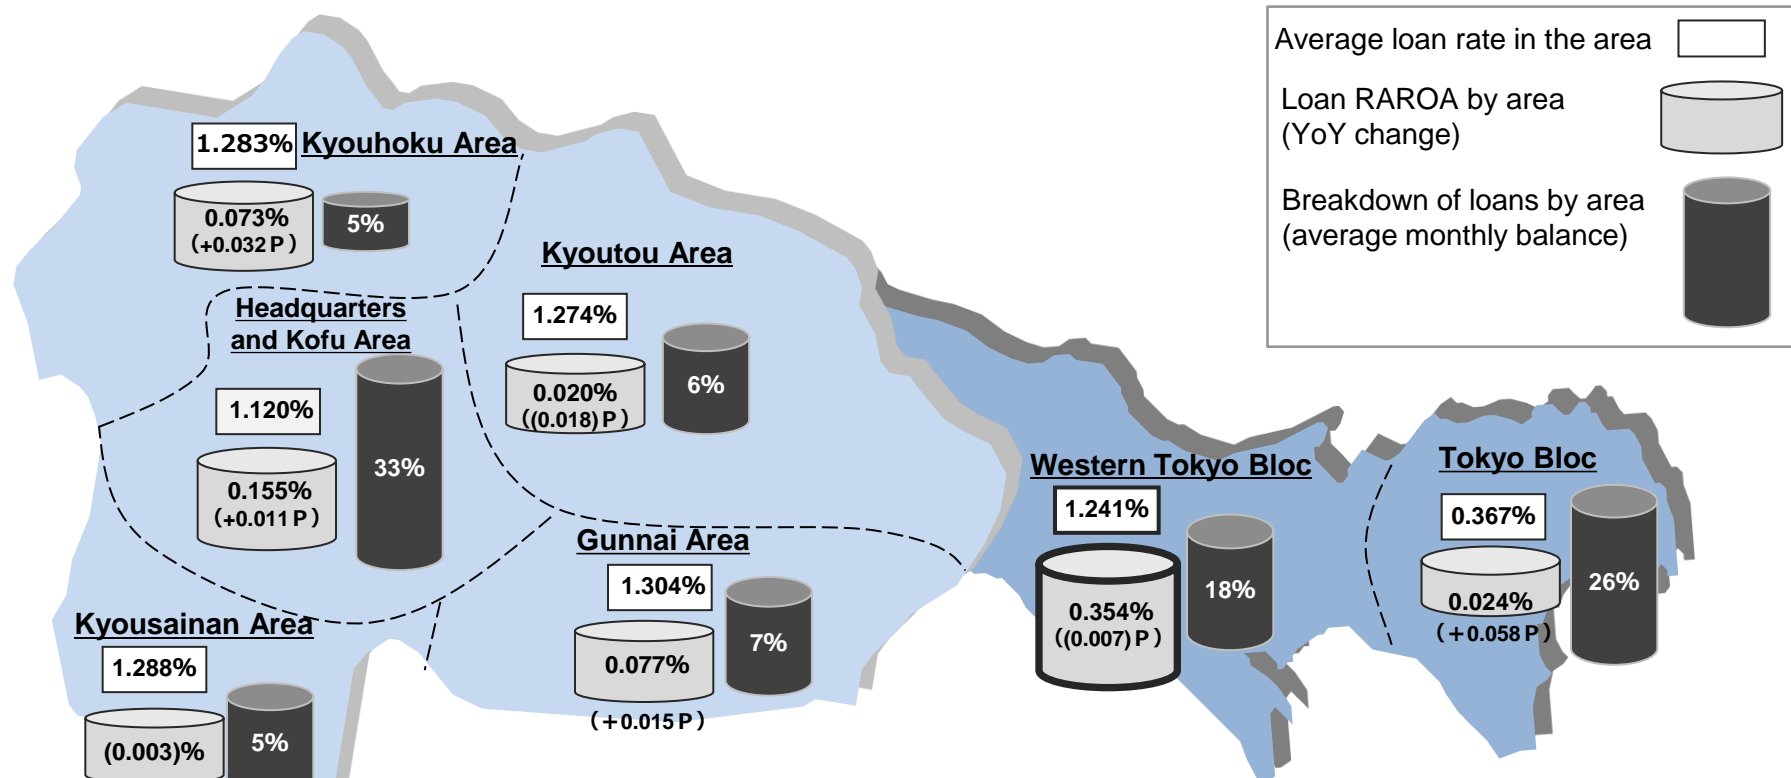 Average loan rate in the area
Loan RAROA by area
(YoY change)
Breakdown of loans by area
(average monthly balance)
1.283%
Kyouhoku Area
0.073%
(+0.032 P)
5%
Kyoutou Area
1.274%
0.020%
((0.018) P)
6%
Headquarters
and Kofu Area
1.120%
0.155%
(+0.011 P)
33%
Western Tokyo Bloc
1.241%
0.354%
((0.007) P)
18%
Tokyo Bloc
0.367%
0.024%
(+0.058 P)
26%
Gunnai Area
1.304%
0.077%
(+0.015 P)
7%
Kyousainan Area
1.288%
(0.003)%
5%